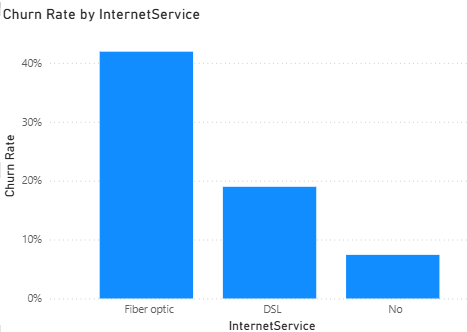 Churn Rate by InternetService
40%
30%
20%
10%
0%
Churn Rate
Fiber optic DSL No
InternetService